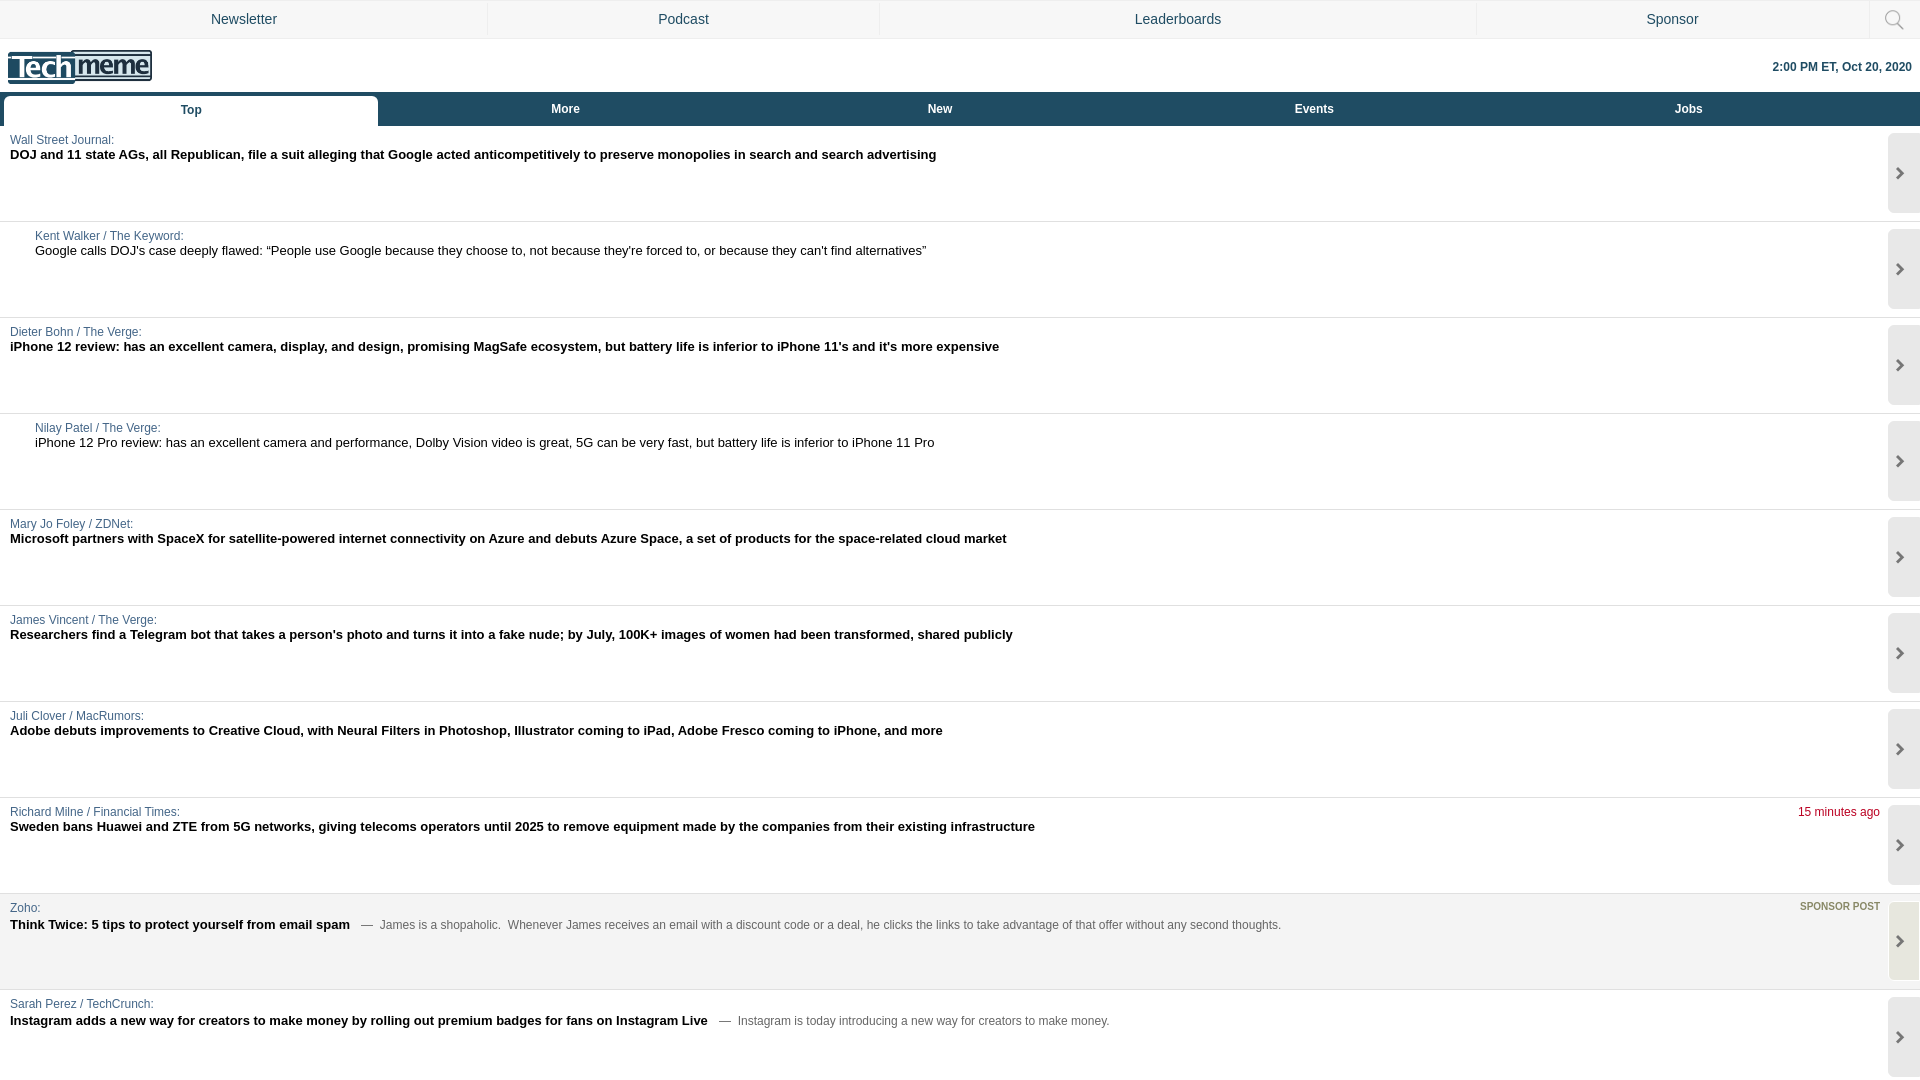 Newsletter
Podcast
Leaderboards
Sponsor
Techmeme
2:00 PM ET, Oct 20, 2020
Top
More
New
Events
Jobs
Wall Street Journal:
DOJ and 11 state AGs, all Republican, file a suit alleging that Google acted anticompetitively to preserve monopolies in search and search advertising
Kent Walker / The Keyword:
Google calls DOJ's case deeply flawed: “People use Google because they choose to, not because they're forced to, or because they can't find alternatives”
Dieter Bohn / The Verge:
iPhone 12 review: has an excellent camera, display, and design, promising MagSafe ecosystem, but battery life is inferior to iPhone 11's and it's more expensive
Nilay Patel / The Verge:
iPhone 12 Pro review: has an excellent camera and performance, Dolby Vision video is great, 5G can be very fast, but battery life is inferior to iPhone 11 Pro
Mary Jo Foley / ZDNet:
Microsoft partners with SpaceX for satellite-powered internet connectivity on Azure and debuts Azure Space, a set of products for the space-related cloud market
James Vincent / The Verge:
Researchers find a Telegram bot that takes a person's photo and turns it into a fake nude; by July, 100K+ images of women had been transformed, shared publicly
Juli Clover / MacRumors:
Adobe debuts improvements to Creative Cloud, with Neural Filters in Photoshop, Illustrator coming to iPad, Adobe Fresco coming to iPhone, and more
Richard Milne / Financial Times:
15 minutes ago
Sweden bans Huawei and ZTE from 5G networks, giving telecoms operators until 2025 to remove equipment made by the companies from their existing infrastructure
Zoho:
SPONSOR POST
Think Twice: 5 tips to protect yourself from email spam — James is a shopaholic. Whenever James receives an email with a discount code or a deal, he clicks the links to take advantage of that offer without any second thoughts.
Sarah Perez / TechCrunch:
Instagram adds a new way for creators to make money by rolling out premium badges for fans on Instagram Live — Instagram is today introducing a new way for creators to make money.